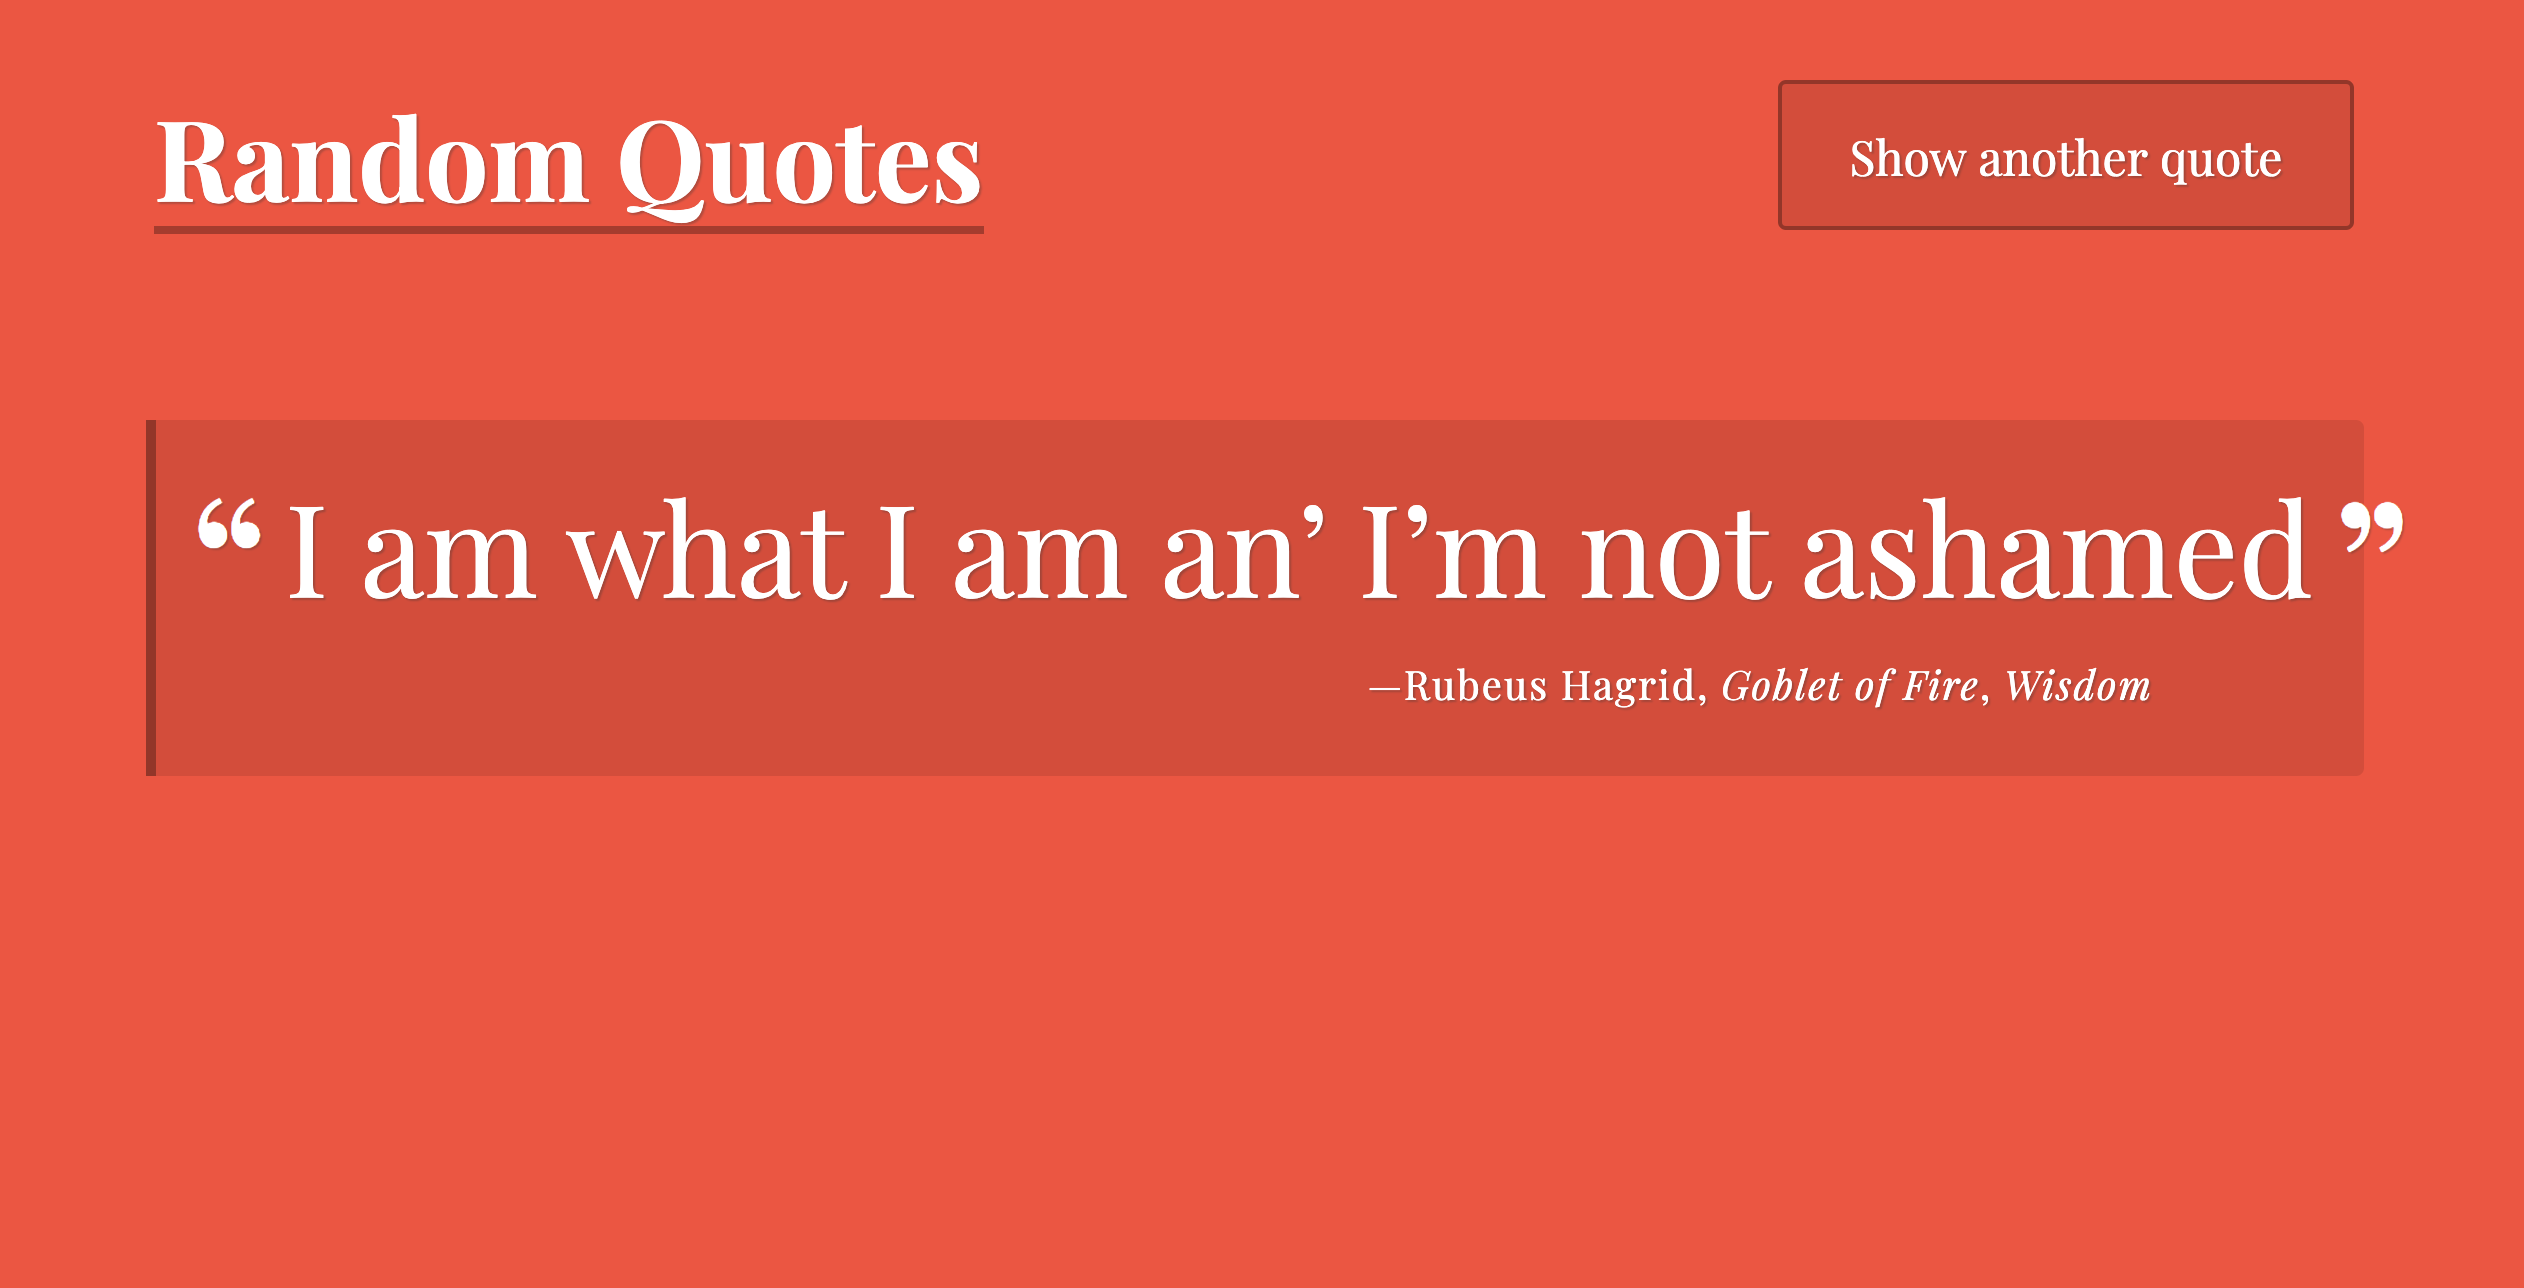 Random Quotes
Show another quote
“ I am what I am an’ I’m not ashamed ”
—Rubeus Hagrid, Goblet of Fire, Wisdom